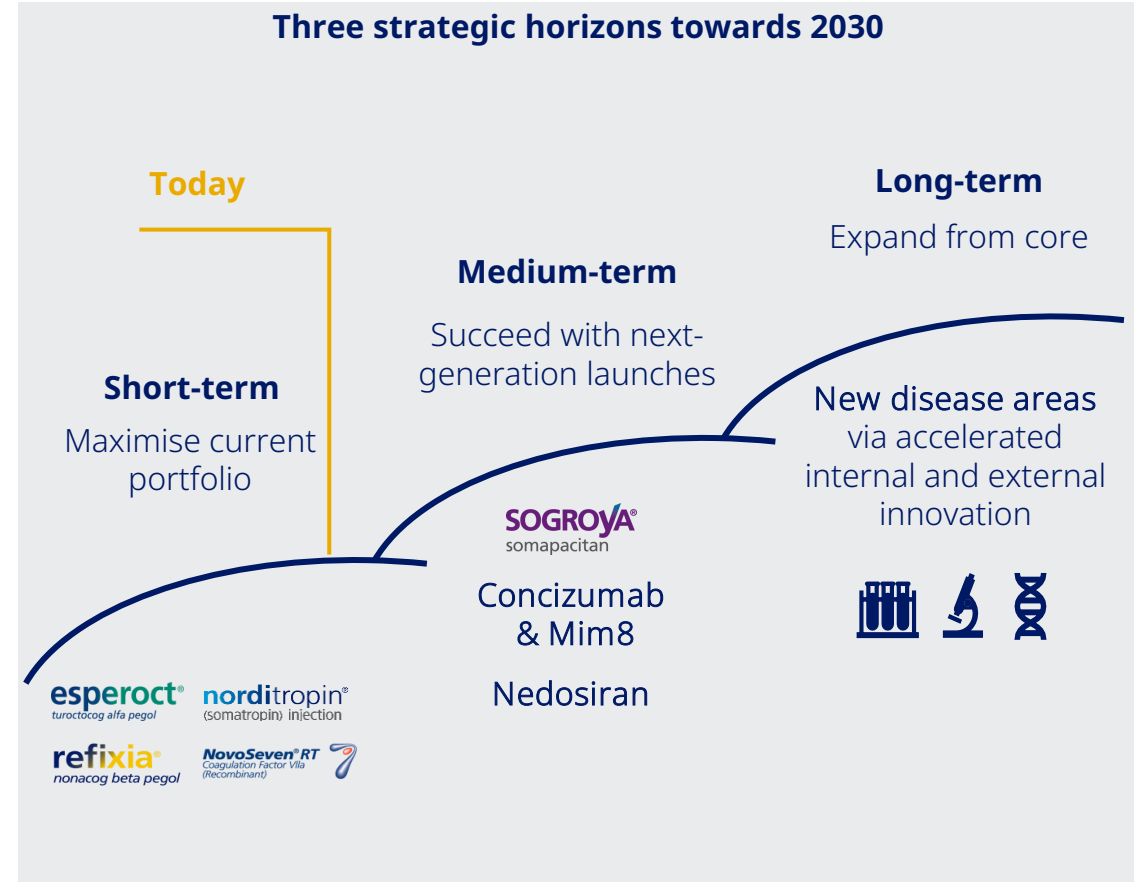 Three strategic horizons towards 2030
Today
Short-term
Maximise current
portfolio
esperoct®
turoctocog alfa pegol
norditropin®
(somatropin) injection
refixia®
nonacog beta pegol
NovoSeven®RT
Coagulation Factor VIIa
(Recombinant)
Medium-term
Succeed with next-
generation launches
SOGROYA®
somapacitan
Concizumab
& Mim8
Nedosiran
Long-term
Expand from core
New disease areas
via accelerated
internal and external
innovation